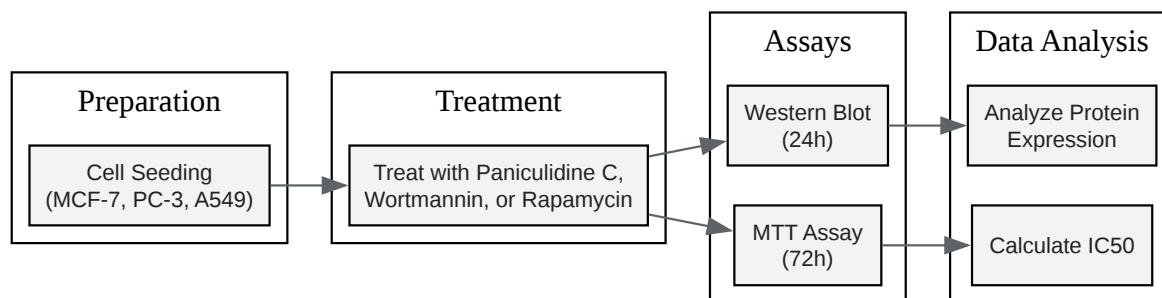 Preparation
Cell Seeding
(MCF-7, PC-3, A549)
Treatment
Treat with Paniculidine C,
Wortmannin, or Rapamycin
Assays
Western Blot
(24h)
MTT Assay
(72h)
Data Analysis
Analyze Protein
Expression
Calculate IC50